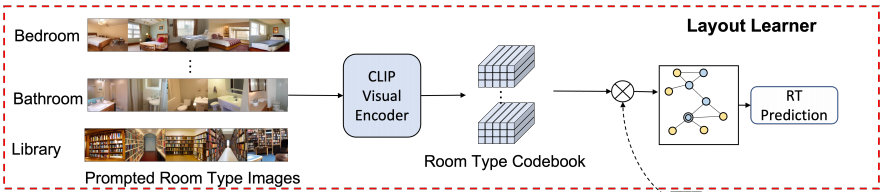 Layout Learner
Bedroom
Bathroom
Library
Prompted Room Type Images
CLIP
Visual
Encoder
Room Type Codebook
RT
Prediction